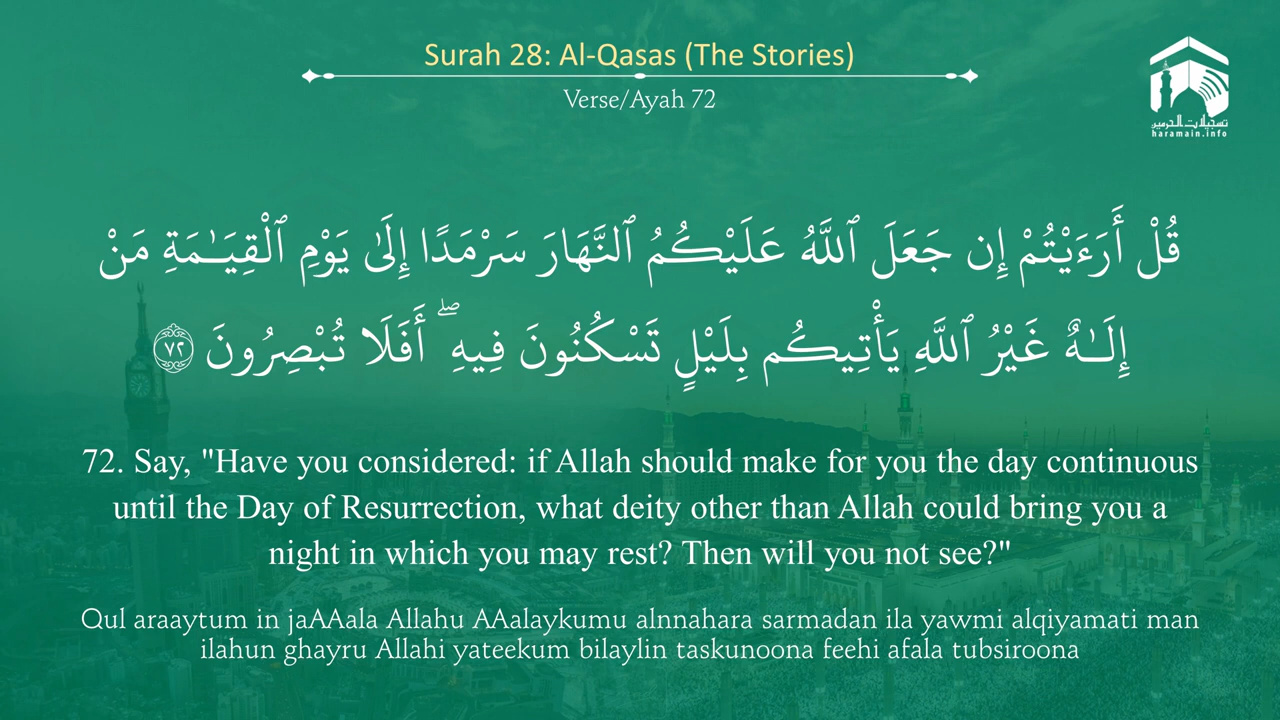 Surah 28: Al-Qasas (The Stories)
Verse/Ayah 72
تسجيلات الحرمين
haramain.info
قُلْ أَرَءَيْتُمْ إِن جَعَلَ ٱللَّهُ عَلَيْكُمُ ٱلنَّهَارَ سَرْمَدًا إِلَىٰ يَوْمِ ٱلْقِيَـٰمَةِ مَنْ
إِلَـٰهٌ غَيْرُ ٱللَّهِ يَأْتِيكُم بِلَيْلٍ تَسْكُنُونَ فِيهِ ۖ أَفَلَا تُبْصِرُونَ ٧٢
72. Say, "Have you considered: if Allah should make for you the day continuous
until the Day of Resurrection, what deity other than Allah could bring you a
night in which you may rest? Then will you not see?"
Qul araaytum in jaAAala Allahu AAalaykumu alnnahara sarmadan ila yawmi alqiyamati man
ilahun ghayru Allahi yateekum bilaylin taskunoona feehi afala tubsiroona